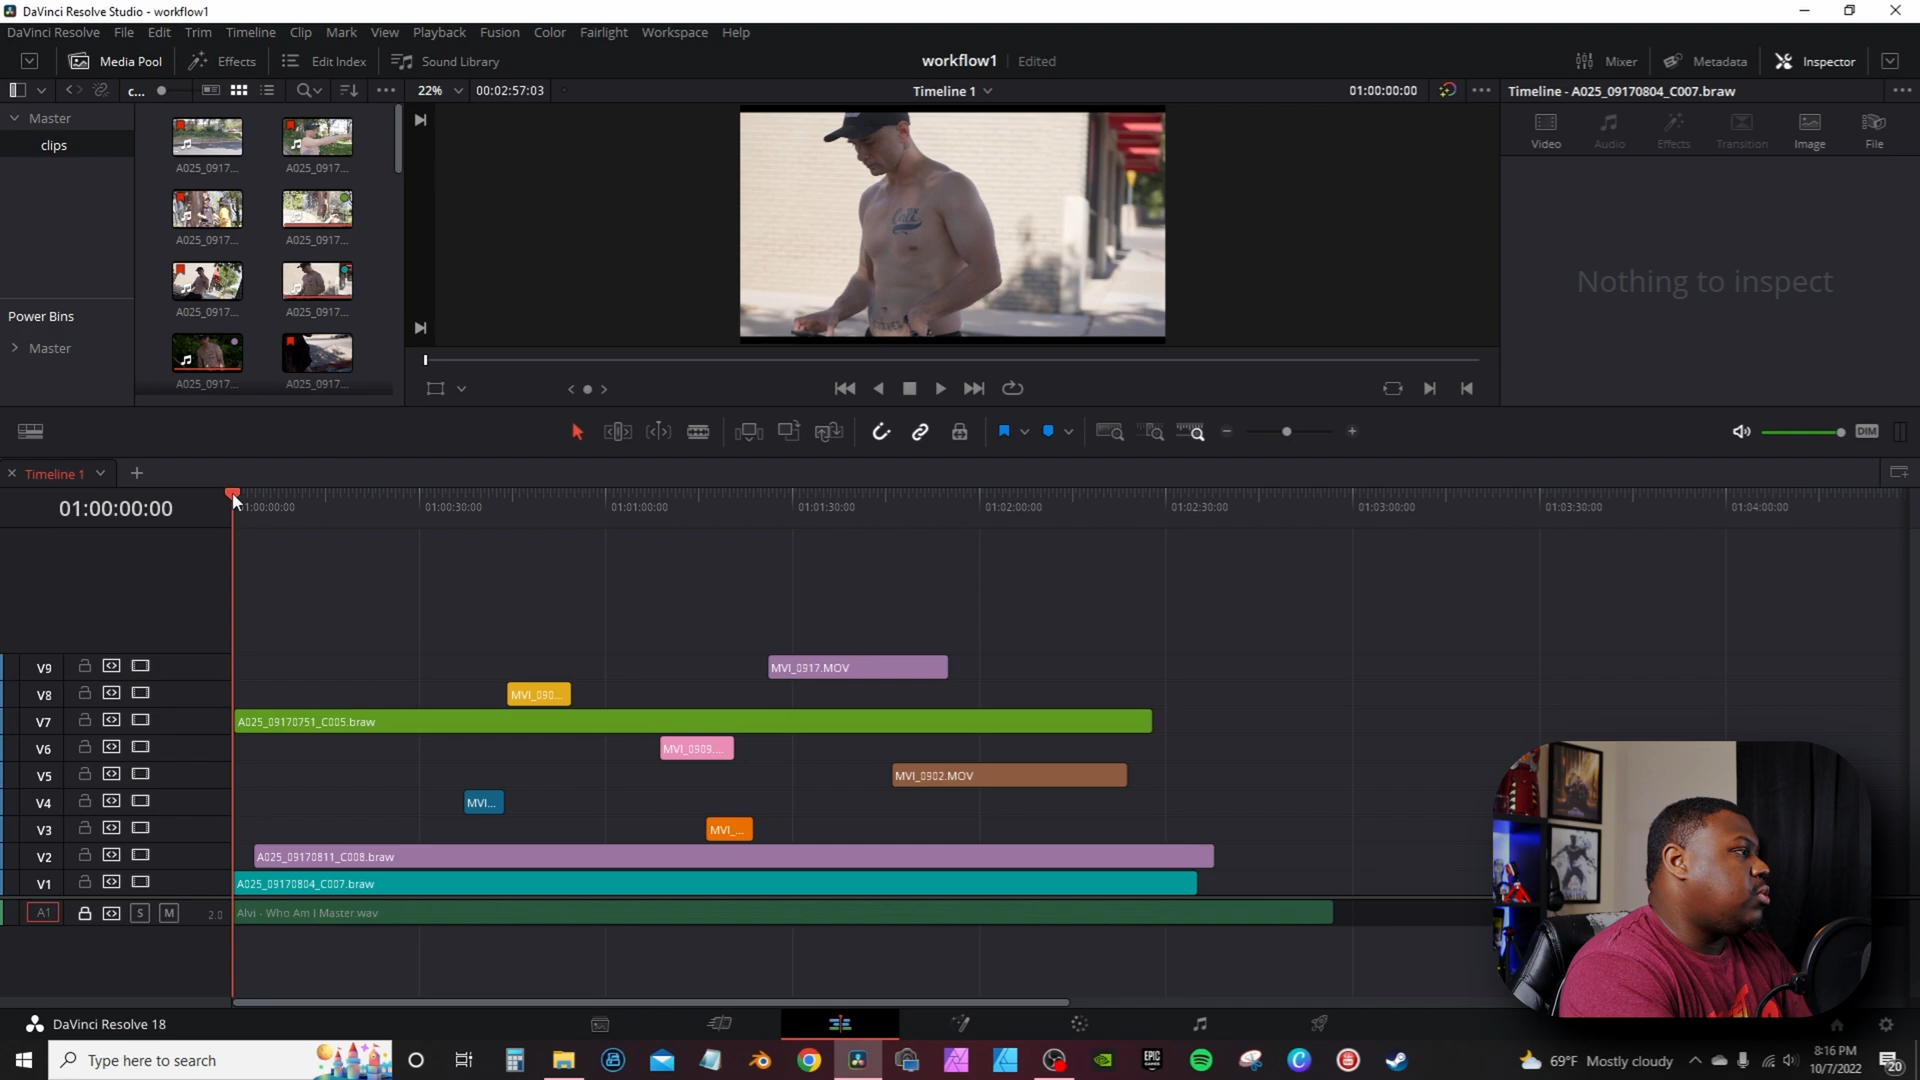 DaVinci Resolve Studio - workflow1
DaVinci Resolve File Edit Trim Timeline Clip Mark View Playback Fusion Color Fairlight Workspace Help
Media Pool Effects Edit Index Sound Library workflow1 Edited Mixer Metadata Inspector
c... 22% 00:02:57:03 Timeline 1 01:00:00:00 Timeline - A025_09170804_C007.braw
Master
clips
Power Bins
Master
A025_0917... A025_0917...
A025_0917... A025_0917...
A025_0917... A025_0917...
A025_0917... A025_0917...
Video Audio Effects Transition Image File
Nothing to inspect
DIM
Timeline 1
01:00:00:00
01:00:00:00 01:00:30:00 01:01:00:00 01:01:30:00 01:02:00:00 01:02:30:00 01:03:00:00 01:03:30:00 01:04:00:00
V9 MVI_0917.MOV
V8 MVI_090...
V7 A025_09170751_C005.braw
V6 MVI_0909....
V5 MVI_0902.MOV
V4 MVI...
V3 MVI_...
V2 A025_09170811_C008.braw
V1 A025_09170804_C007.braw
A1 S M 2.0 Alvi - Who Am I Master.wav
DaVinci Resolve 18
Type here to search
EPIC GAMES
69°F Mostly cloudy
8:16 PM
10/7/2022
20